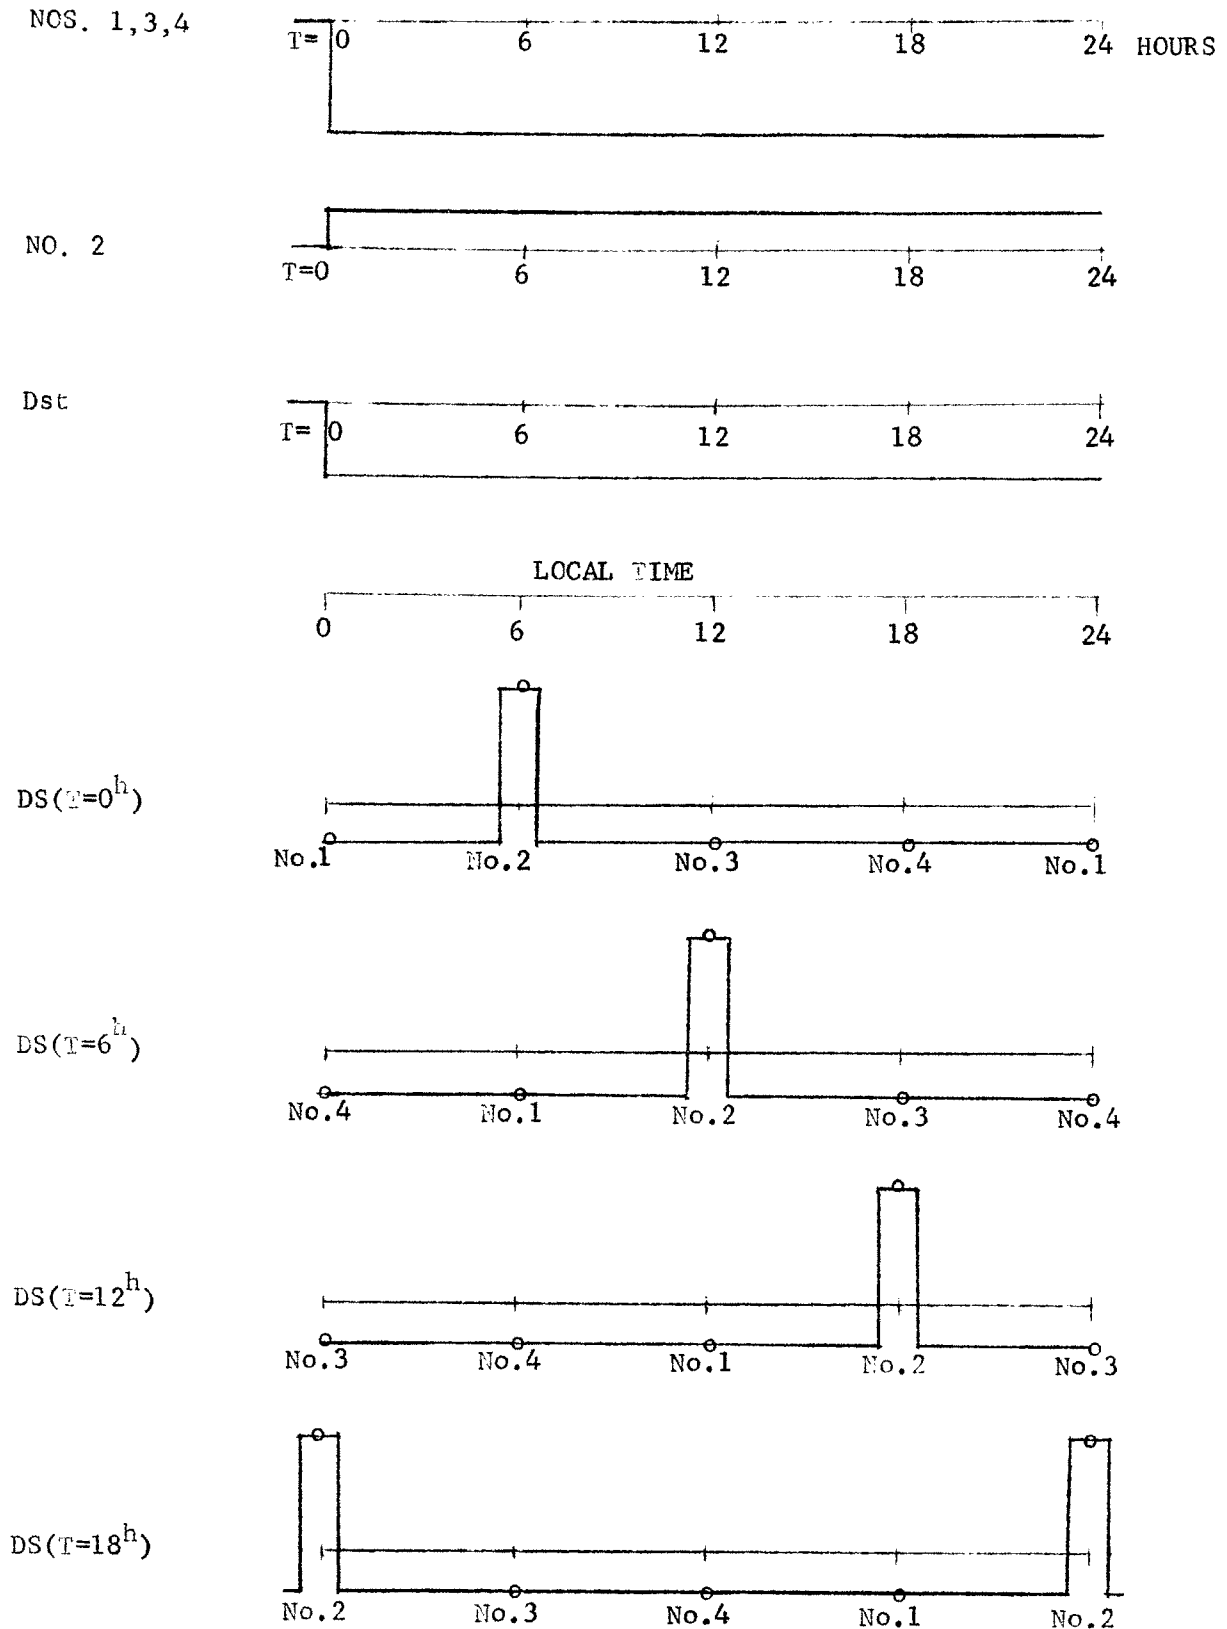 NOS. 1,3,4
T= 0 6 12 18 24 HOURS
NO. 2
T=0 6 12 18 24
Dst
T= 0 6 12 18 24
LOCAL TIME
0 6 12 18 24
DS(T=0h)
No.1 No.2 No.3 No.4 No.1
DS(T=6h)
No.4 No.1 No.2 No.3 No.4
DS(T=12h)
No.3 No.4 No.1 No.2 No.3
DS(T=18h)
No.2 No.3 No.4 No.1 No.2